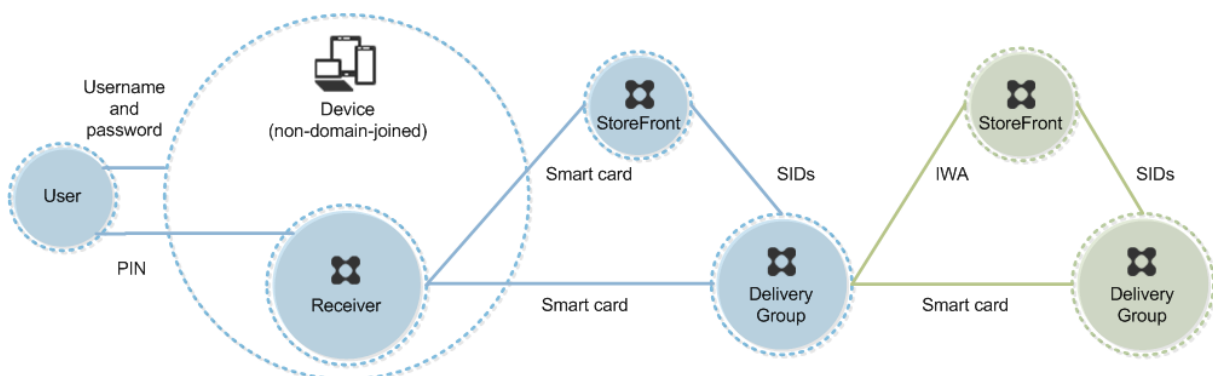 Username
and
password
User
PIN
Device
(non-domain-joined)
Receiver
StoreFront
Smart card
SIDs
Smart card
Delivery
Group
StoreFront
IWA
SIDs
Smart card
Delivery
Group